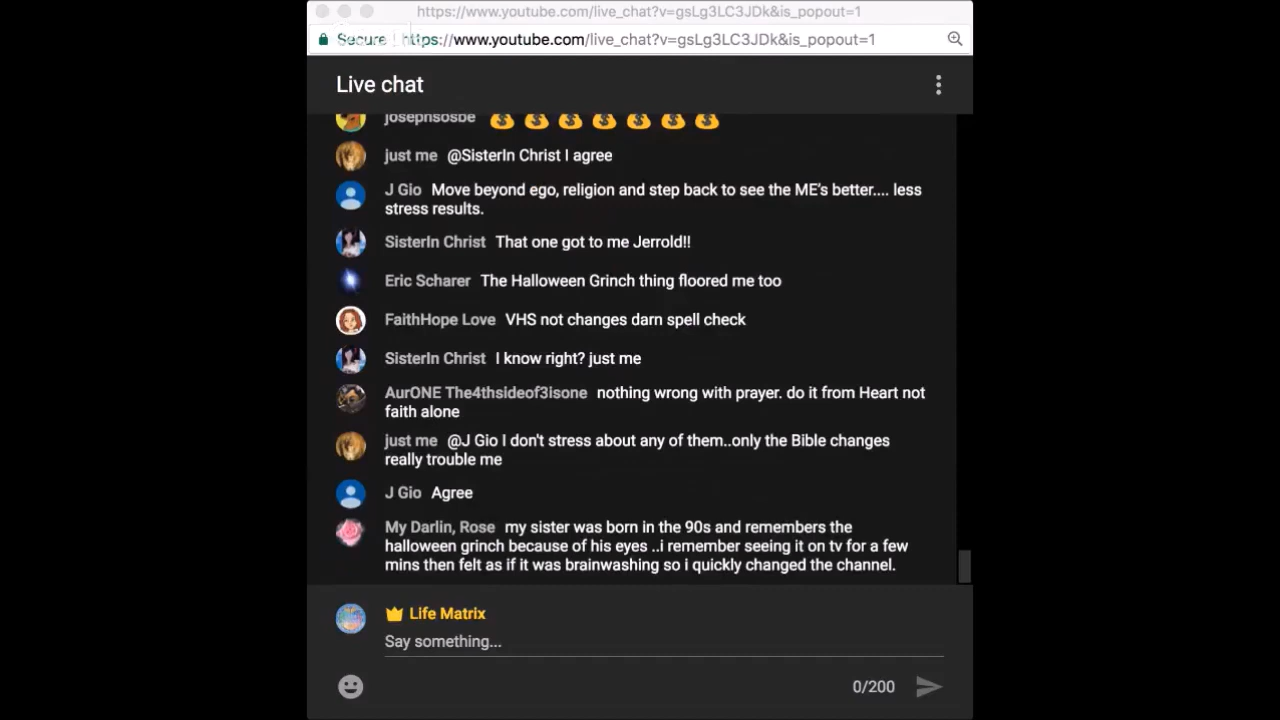 https://www.youtube.com/live_chat?v=gsLg3LC3JDk&is_popout=1
Secure https://www.youtube.com/live_chat?v=gsLg3LC3JDk&is_popout=1
Live chat
josephsosbe
just me @SisterIn Christ I agree
J Gio Move beyond ego, religion and step back to see the ME's better.... less
stress results.
SisterIn Christ That one got to me Jerrold!!
Eric Scharer The Halloween Grinch thing floored me too
FaithHope Love VHS not changes darn spell check
SisterIn Christ I know right? just me
AurONE The4thsideof3isone nothing wrong with prayer. do it from Heart not
faith alone
just me @J Gio I don't stress about any of them..only the Bible changes
really trouble me
J Gio Agree
My Darlin, Rose my sister was born in the 90s and remembers the
halloween grinch because of his eyes ..i remember seeing it on tv for a few
mins then felt as if it was brainwashing so i quickly changed the channel.
Life Matrix
Say something...
0/200